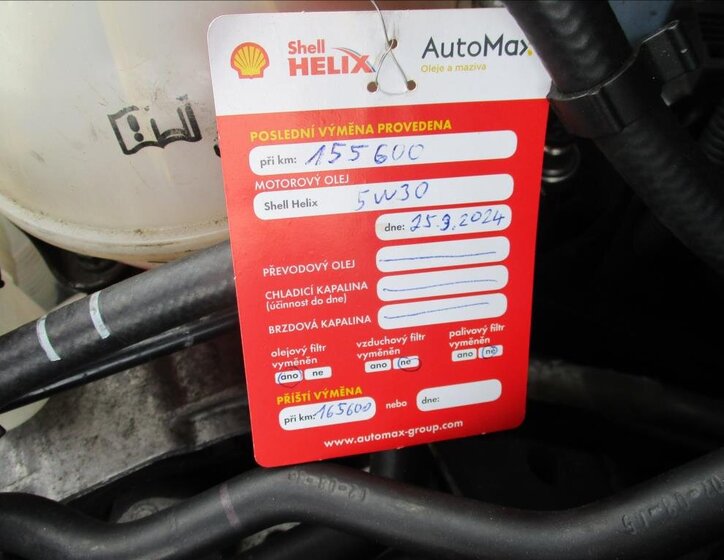 Shell
HELIX
AutoMax
Oleje a maziva
POSLEDNÍ VÝMĚNA PROVEDENA
při km: 155600
MOTOROVÝ OLEJ
Shell Helix 5W30
dne: 25.9.2024
PŘEVODOVÝ OLEJ
CHLADICÍ KAPALINA
(účinnost do dne)
BRZDOVÁ KAPALINA
olejový filtr
vyměněn
ano ne
vzduchový filtr
vyměněn
ano ne
palivový filtr
vyměněn
ano ne
PŘÍŠTÍ VÝMĚNA
při km: 165600 nebo dne:
www.automax-group.com